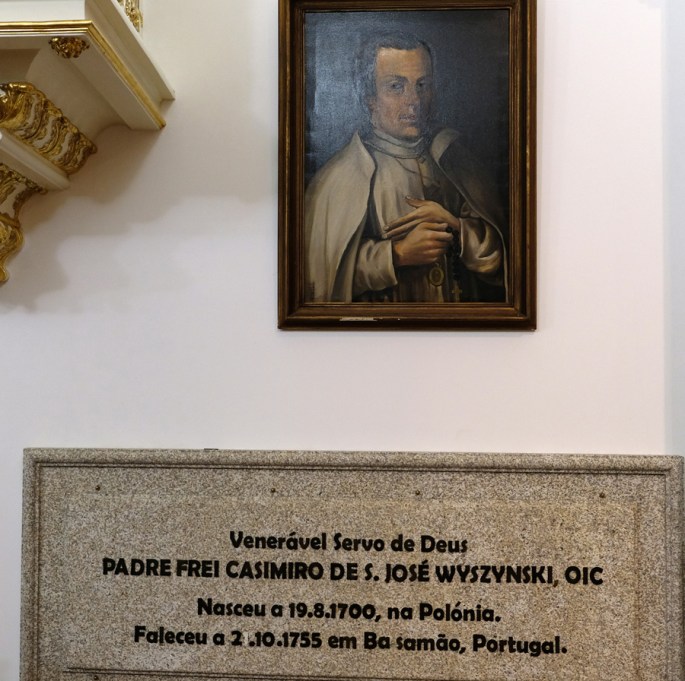 Venerável Servo de Deus
PADRE FREI CASIMIRO DE S. JOSÉ WYSZYNSKI, OIC
Nasceu a 19.8.1700, na Polónia.
Faleceu a 2 .10.1755 em Ba samão, Portugal.